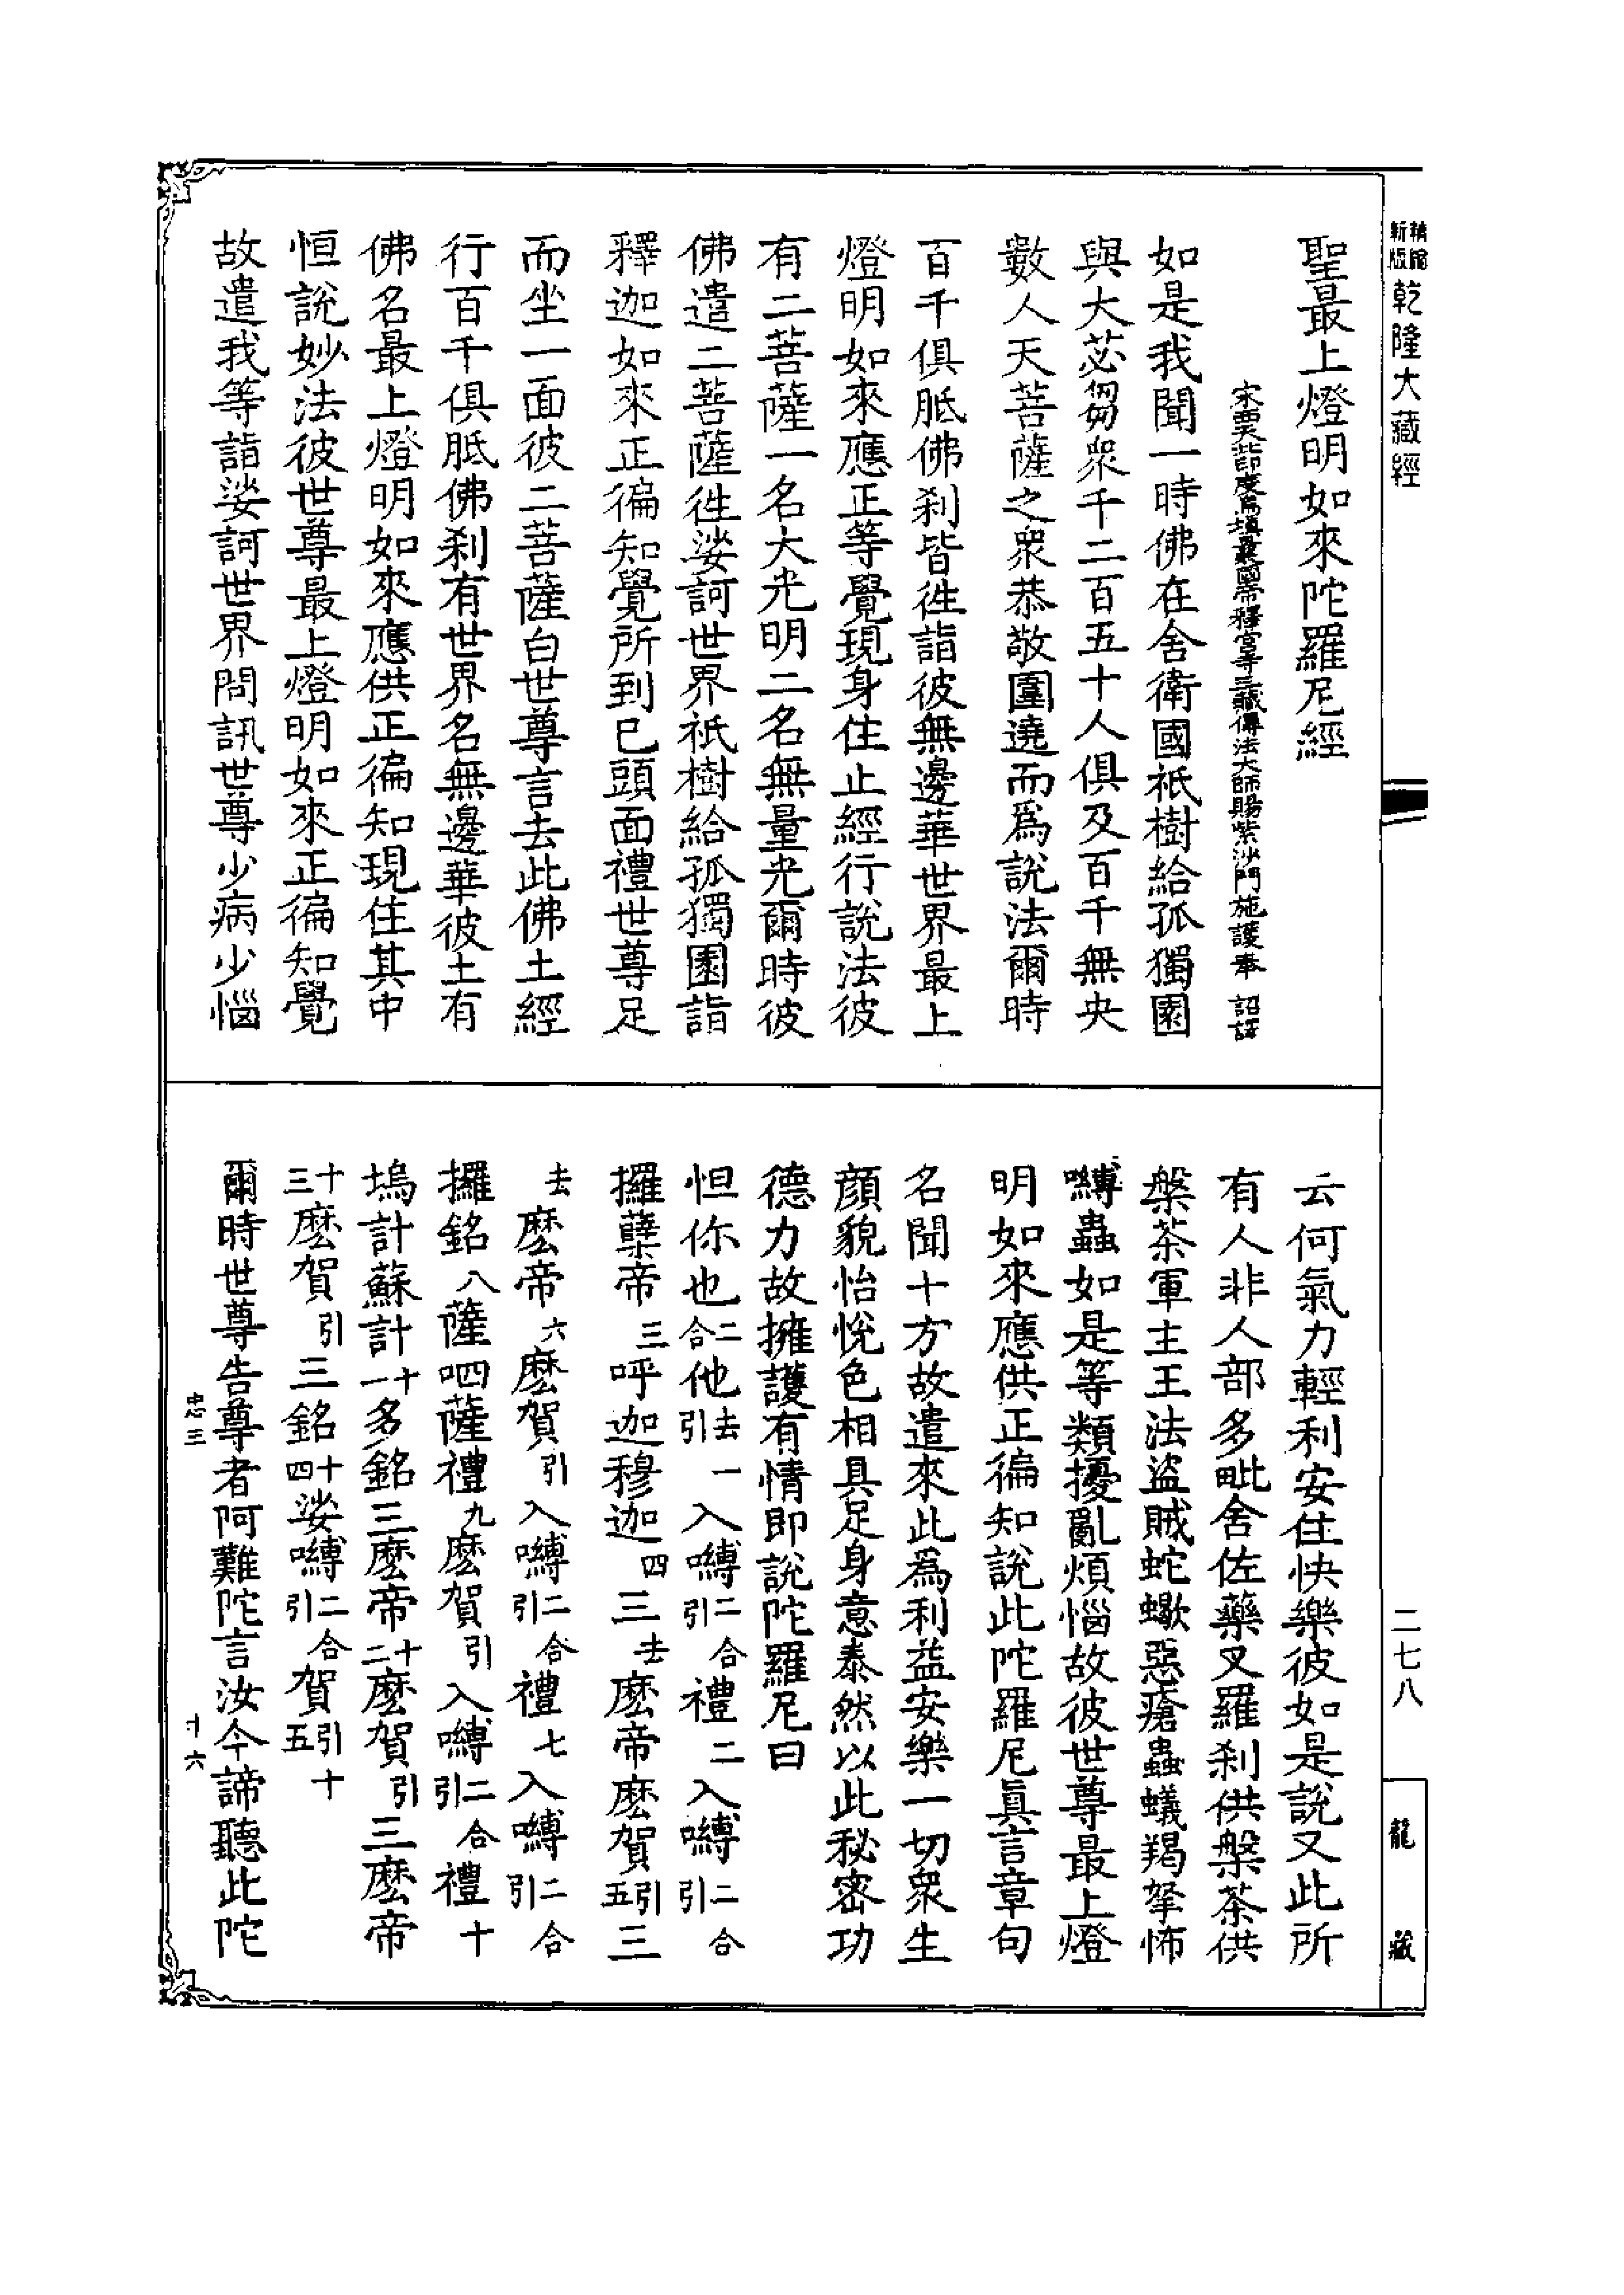 新版精縮乾隆大藏經
二七八
龍藏
聖最上燈明如來陀羅尼經
宋西天北印度烏塡曩國帝釋宮寺三藏傳法大師賜紫沙門施護奉 詔譯
如是我聞一時佛在舍衛國祇樹給孤獨園
與大苾芻衆千二百五十人俱及百千無央
數人天菩薩之衆恭敬圍遶而爲說法爾時
百千俱胝佛剎皆徃詣彼無邊華世界最上
燈明如來應正等覺現身住止經行說法彼
有二菩薩一名大光明二名無量光爾時彼
佛遣二菩薩徃娑訶世界祇樹給孤獨園詣
釋迦如來正徧知覺所到已頭面禮世尊足
而坐一面彼二菩薩白世尊言去此佛土經
行百千俱胝佛剎有世界名無邊華彼土有
佛名最上燈明如來應供正徧知現住其中
恒說妙法彼世尊最上燈明如來正徧知覺
故遣我等詣娑訶世界問訊世尊少病少惱
云何氣力輕利安住快樂彼如是說又此所
有人非人部多毗舍佐藥叉羅剎供槃茶供
槃茶軍主王法盜賊蛇蠍惡瘡蟲蟻羯拏怖
嚩蟲如是等類擾亂煩惱故彼世尊最上燈
明如來應供正徧知說此陀羅尼眞言章句
名聞十方故遣來此爲利益安樂一切衆生
顔貌怡悅色相具足身意泰然以此秘密功
德力故擁護有情即說陀羅尼曰
怛你也二合他去引一入嚩二合引禮二入嚩二合引
攞蘖帝三呼迦穆迦四三去麽帝麽賀引五三
去麽帝六麽賀引入嚩二合引禮七入嚩二合引
攞銘八薩呬薩禮九麽賀引入嚩二合引禮十
塢計蘇計十一多銘三麽帝十二麽賀引三麽帝
十三麽賀引三銘十四娑嚩二合引賀引十五
爾時世尊告尊者阿難陀言汝今諦聽此陀
忠三
十六